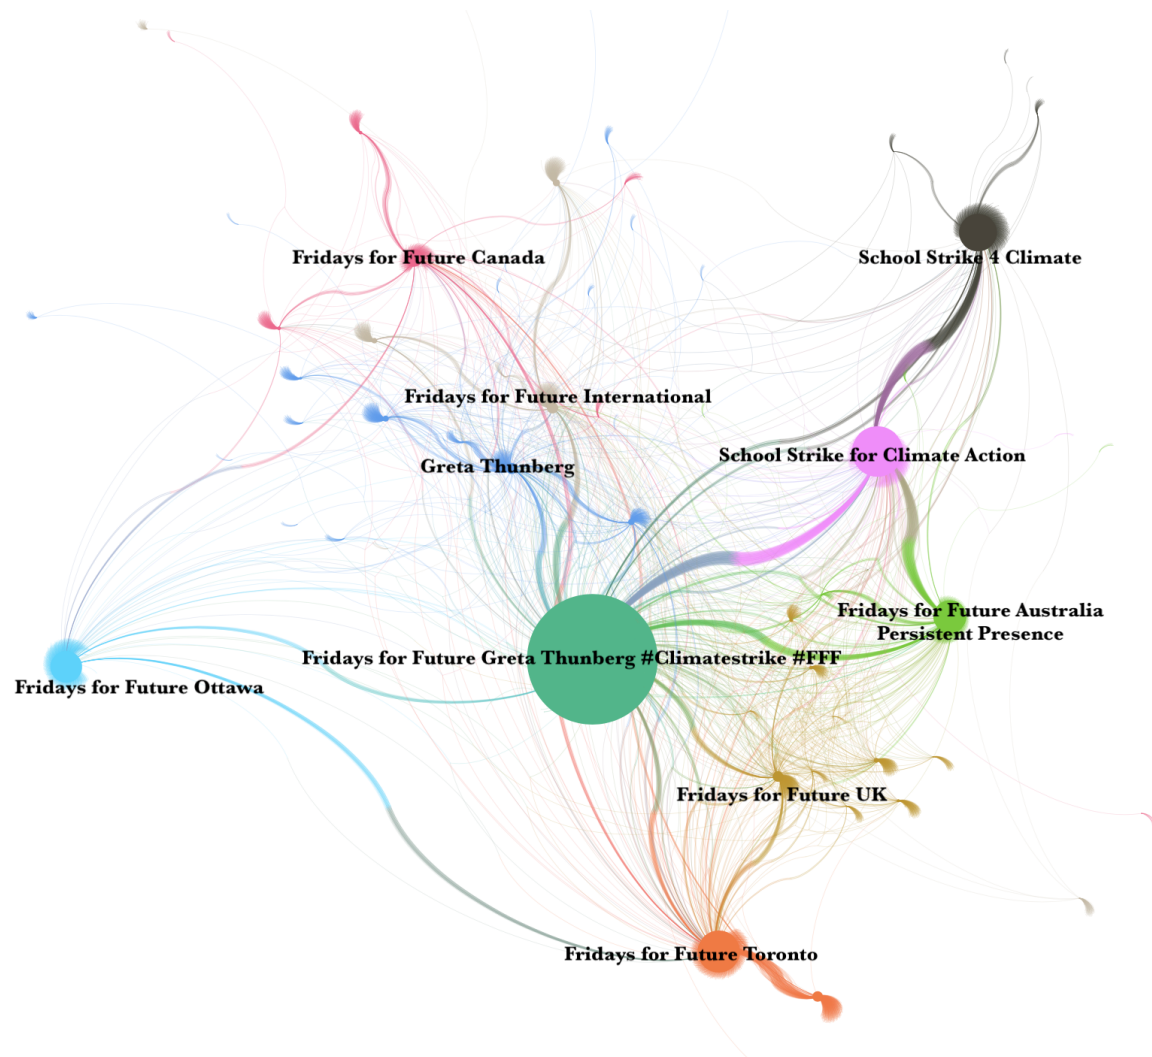 Fridays for Future Canada
School Strike 4 Climate
Fridays for Future International
School Strike for Climate Action
Greta Thunberg
Fridays for Future Australia
Persistent Presence
Fridays for Future Greta Thunberg #Climatestrike #FFF
Fridays for Future Ottawa
Fridays for Future UK
Fridays for Future Toronto